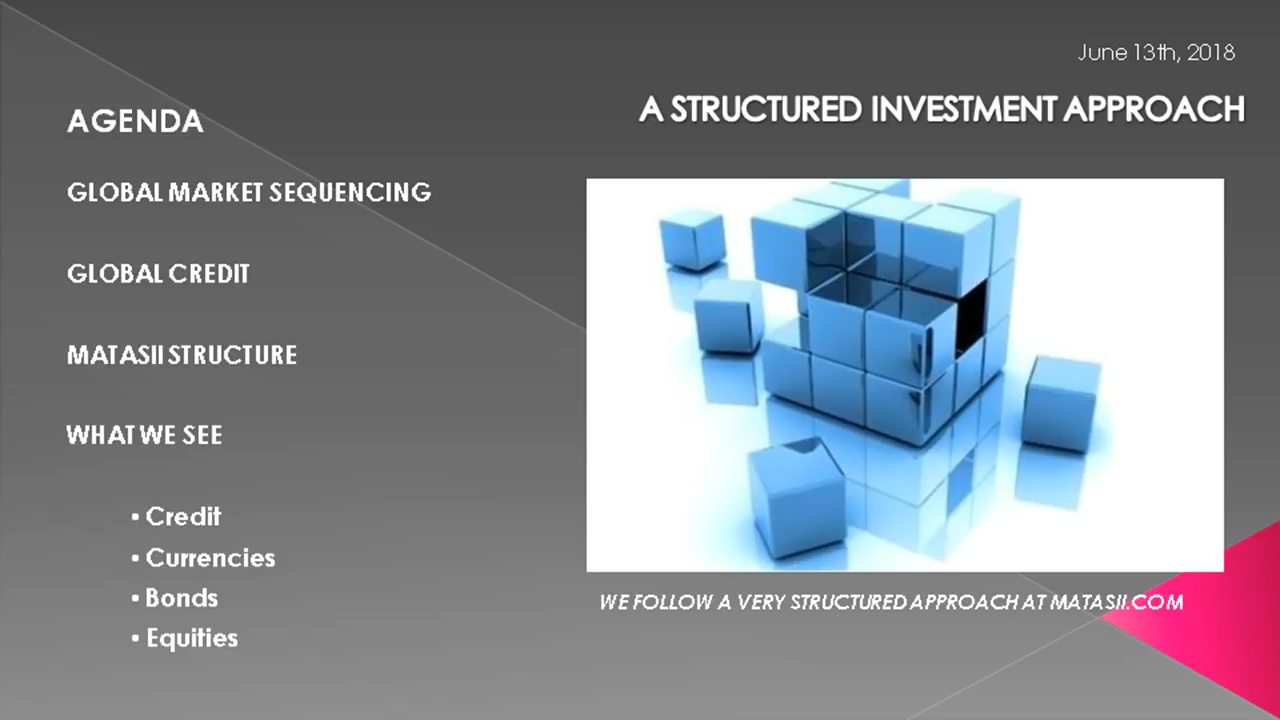 June 13th, 2018
A STRUCTURED INVESTMENT APPROACH
AGENDA
GLOBAL MARKET SEQUENCING
GLOBAL CREDIT
MATASII STRUCTURE
WHAT WE SEE
• Credit
• Currencies
• Bonds
• Equities
WE FOLLOW A VERY STRUCTURED APPROACH AT MATASII.COM